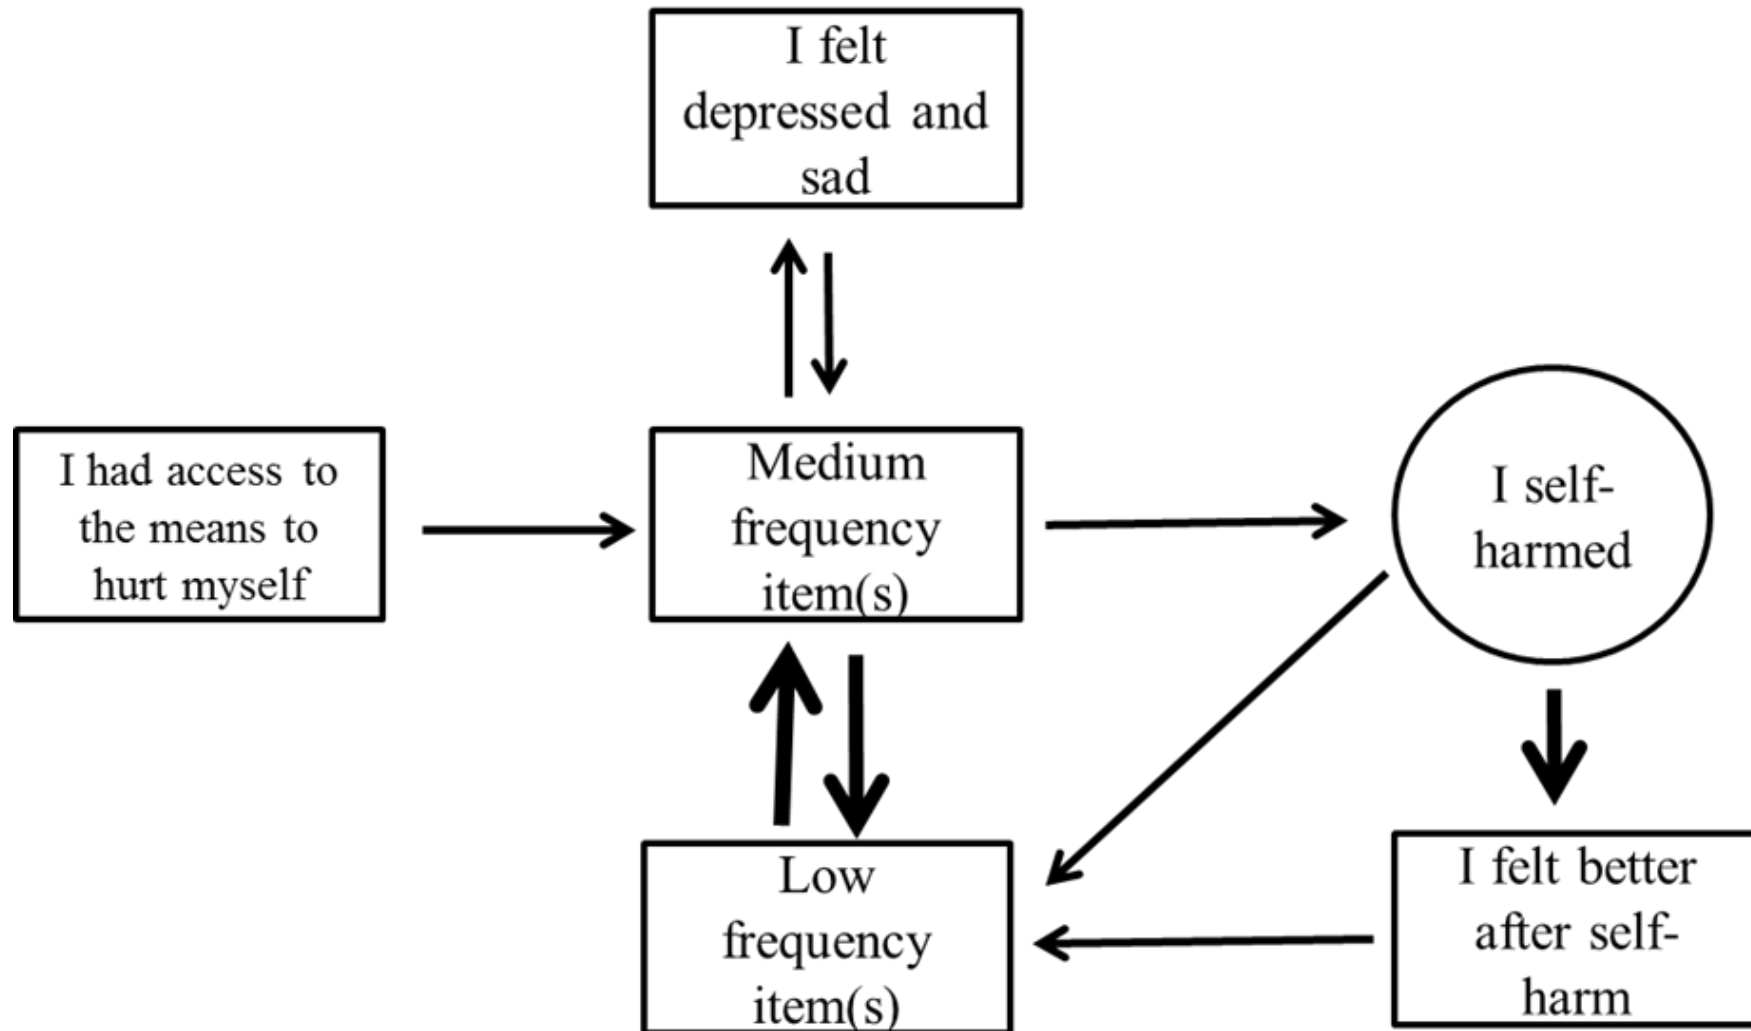 I felt
depressed and
sad
I had access to
the means to
hurt myself
Medium
frequency
item(s)
I self-
harmed
Low
frequency
item(s)
I felt better
after self-
harm